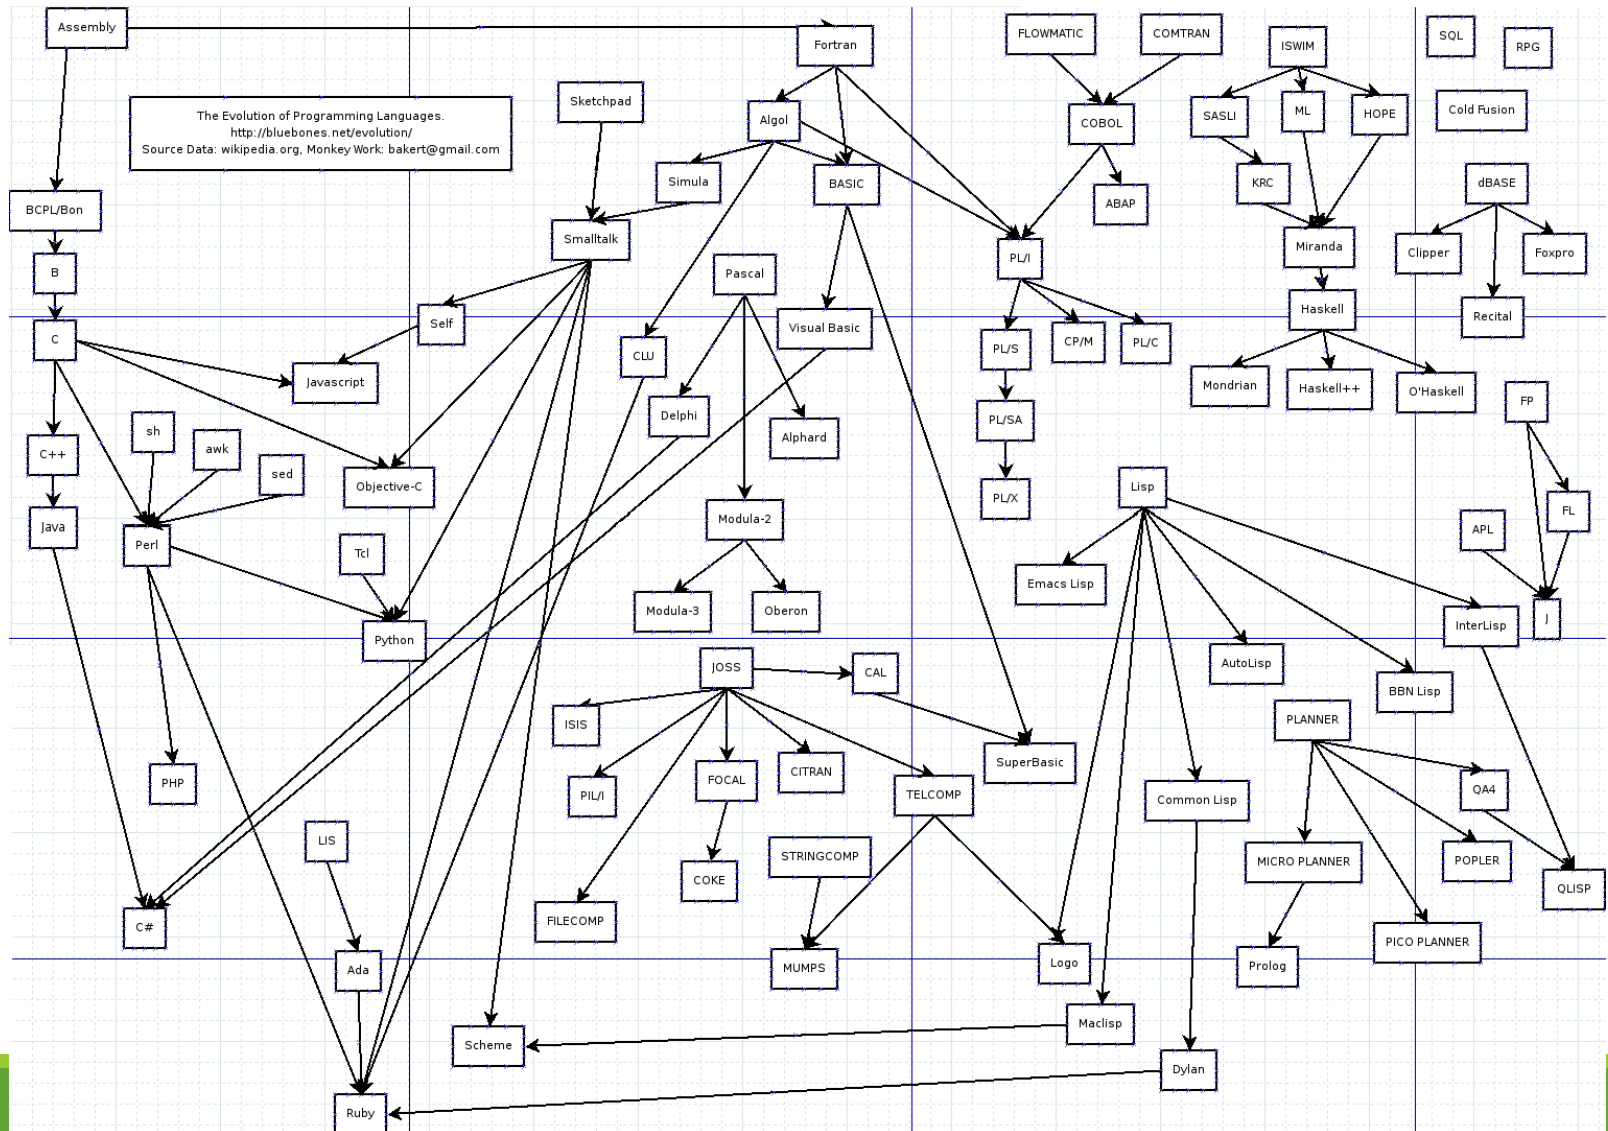 Assembly
Fortran
FLOWMATIC
COMTRAN
ISWIM
SQL
RPG
Sketchpad
The Evolution of Programming Languages.
http://bluebones.net/evolution/
Source Data: wikipedia.org, Monkey Work: bakert@gmail.com
Algol
COBOL
SASLI
ML
HOPE
Cold Fusion
Simula
BASIC
KRC
dBASE
BCPL/Bon
ABAP
Smalltalk
Miranda
Clipper
Foxpro
B
Pascal
PL/I
Haskell
Recital
Self
Visual Basic
C
CLU
PL/S
CP/M
PL/C
Javascript
Mondrian
Haskell++
O'Haskell
FP
sh
Delphi
Alphard
PL/SA
awk
C++
sed
Objective-C
Lisp
PL/X
FL
Java
Perl
Modula-2
APL
Tcl
Emacs Lisp
Modula-3
Oberon
InterLisp
J
Python
JOSS
CAL
AutoLisp
BBN Lisp
ISIS
PLANNER
SuperBasic
PHP
PIL/I
FOCAL
CITRAN
TELCOMP
Common Lisp
QA4
LIS
STRINGCOMP
MICRO PLANNER
POPLER
COKE
QLISP
C#
FILECOMP
PICO PLANNER
Ada
MUMPS
Logo
Prolog
Scheme
Maclisp
Dylan
Ruby